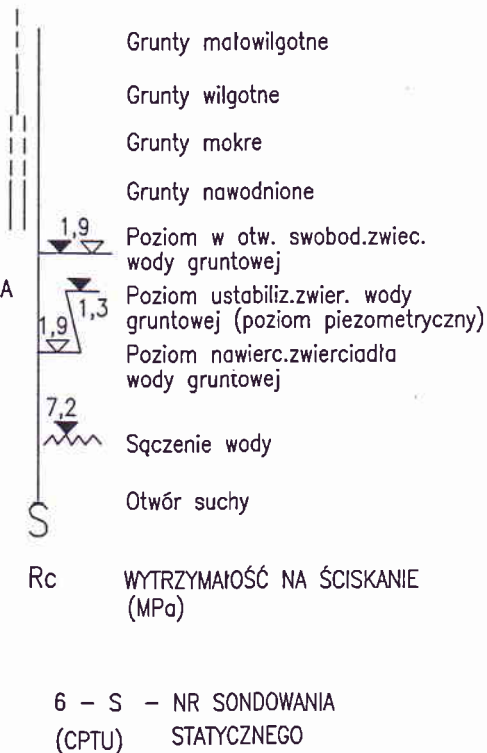 Grunty małowilgotne
Grunty wilgotne
Grunty mokre
Grunty nawodnione
1,9
Poziom w otw. swobod.zwiec.
wody gruntowej
A
1,3
Poziom ustabiliz.zwier. wody
gruntowej (poziom piezometryczny)
1,9
Poziom nawierc.zwierciadła
wody gruntowej
7,2
Sączenie wody
Otwór suchy
S
Rc WYTRZYMAŁOŚĆ NA ŚCISKANIE
(MPa)
6 – S – NR SONDOWANIA
(CPTU) STATYCZNEGO